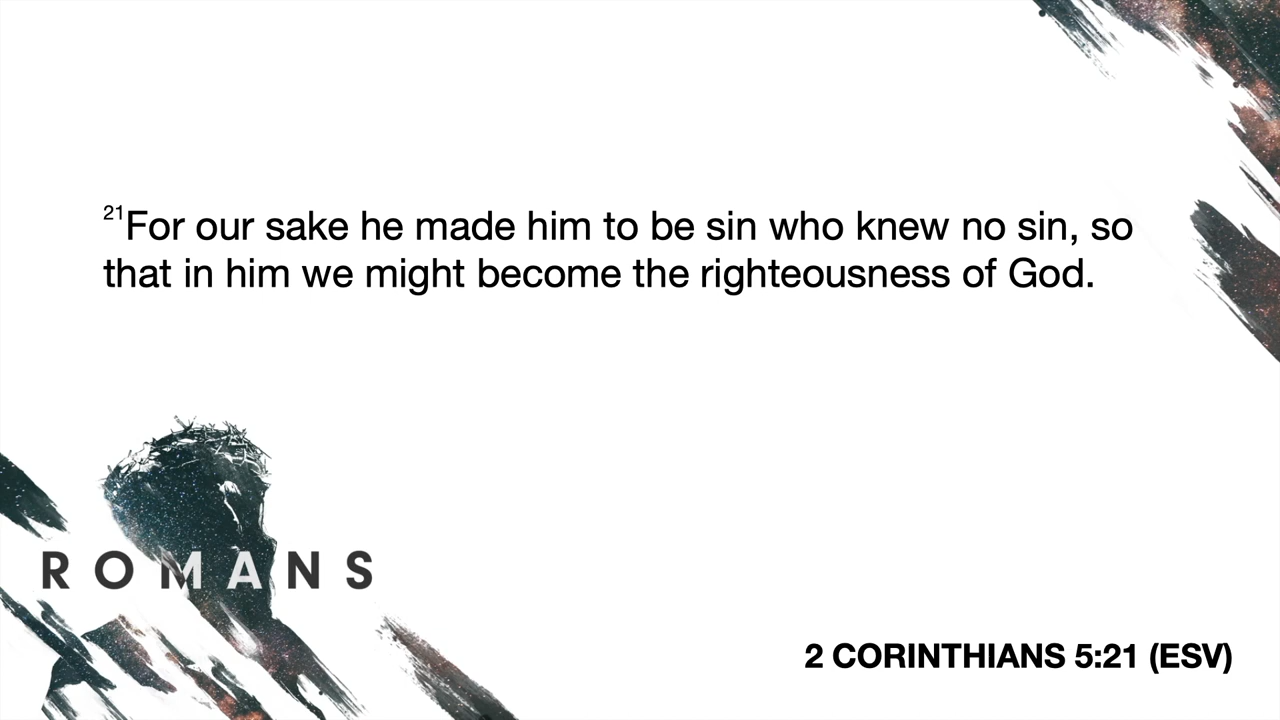 21For our sake he made him to be sin who knew no sin, so
that in him we might become the righteousness of God.
ROMANS
2 CORINTHIANS 5:21 (ESV)